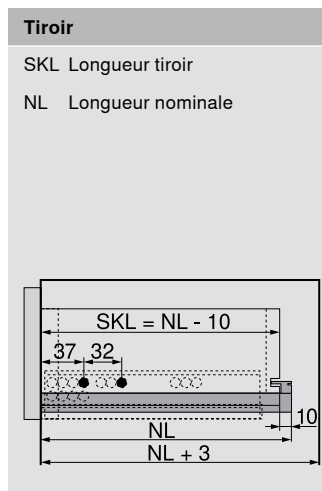 Tiroir
SKL Longueur tiroir
NL Longueur nominale
SKL = NL - 10
37 32
10
NL
NL + 3